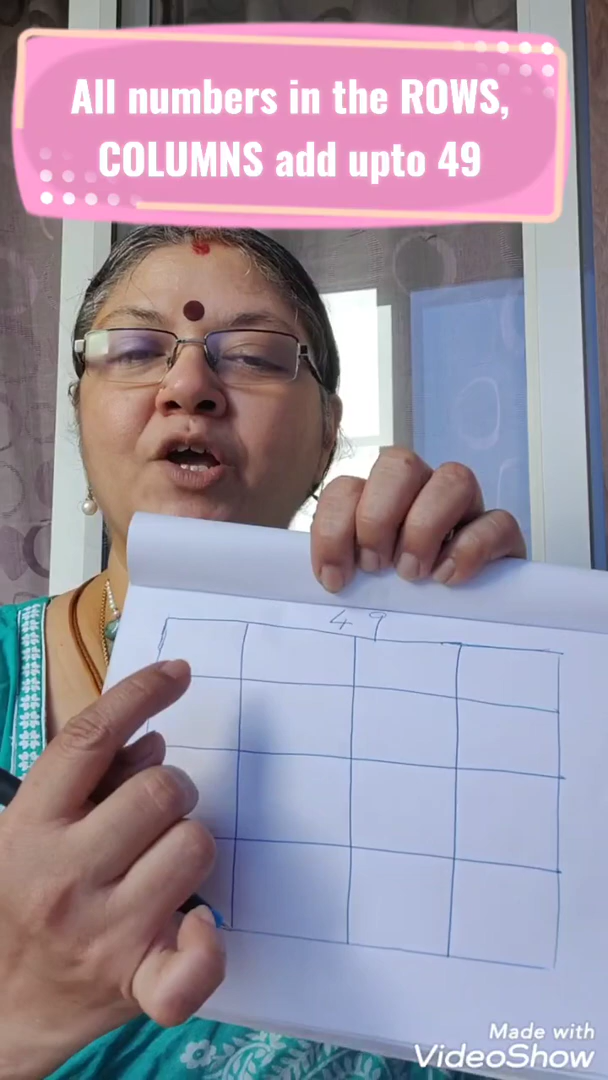 All numbers in the ROWS,
COLUMNS add upto 49
49
Made with
VideoShow